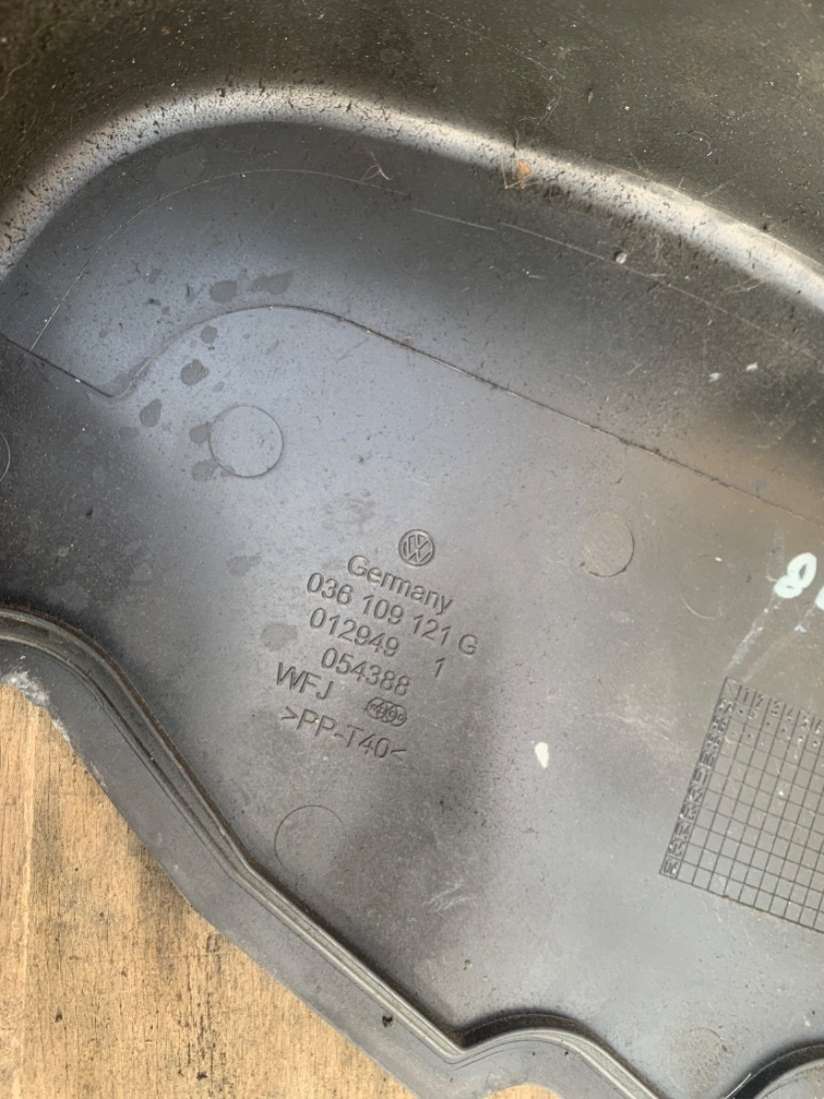 Germany
036 109 121 G
012949 1
054388
WFJ
>PP-T40<